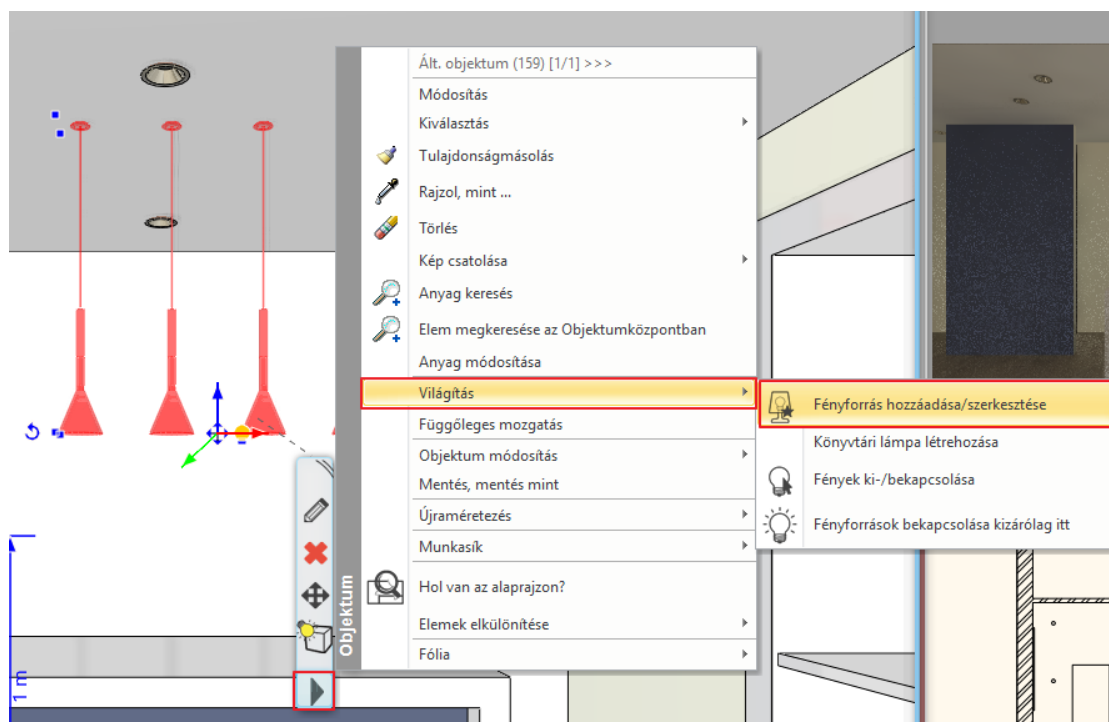 Ált. objektum (159) [1/1] >>>
Módosítás
Kiválasztás
Tulajdonságmásolás
Rajzol, mint ...
Törlés
Kép csatolása
Anyag keresés
Elem megkeresése az Objektumközpontban
Anyag módosítása
Világítás
Függőleges mozgatás
Objektum módosítás
Mentés, mentés mint
Újraméretezés
Munkasík
Hol van az alaprajzon?
Elemek elkülönítése
Fólia
Objektum
Fényforrás hozzáadása/szerkesztése
Könyvtári lámpa létrehozása
Fények ki-/bekapcsolása
Fényforrások bekapcsolása kizárólag itt
1 m